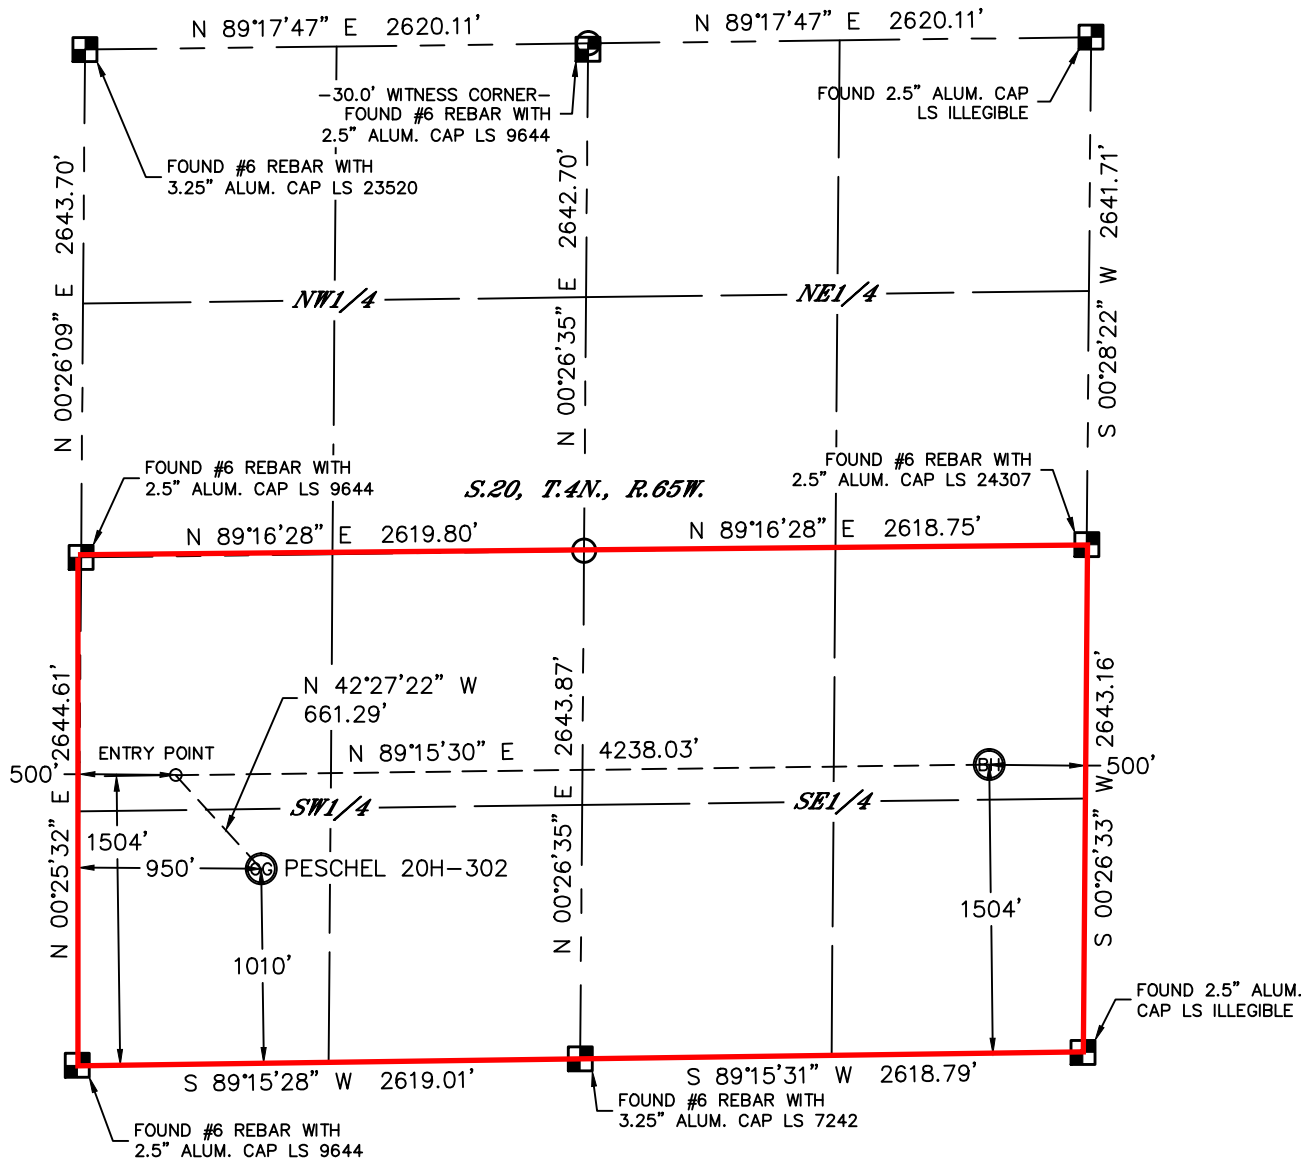 N 89°17'47" E 2620.11'
N 89°17'47" E 2620.11'
-30.0' WITNESS CORNER-
FOUND #6 REBAR WITH
2.5" ALUM. CAP LS 9644
FOUND 2.5" ALUM. CAP
LS ILLEGIBLE
FOUND #6 REBAR WITH
3.25" ALUM. CAP LS 23520
N 00°26'09" E 2643.70'
N 00°26'35" E 2642.70'
S 00°28'22" W 2641.71'
NW1/4
NE1/4
FOUND #6 REBAR WITH
2.5" ALUM. CAP LS 9644
S.20, T.4N., R.65W.
FOUND #6 REBAR WITH
2.5" ALUM. CAP LS 24307
N 89°16'28" E 2619.80'
N 89°16'28" E 2618.75'
N 42°27'22" W
661.29'
N 00°25'32" E 2644.61'
N 00°26'35" E 2643.87'
S 00°26'33" W 2643.16'
ENTRY POINT
N 89°15'30" E 4238.03'
500'
BH
500'
SW1/4
SE1/4
1504'
950'
OG PESCHEL 20H-302
1504'
1010'
FOUND 2.5" ALUM.
CAP LS ILLEGIBLE
S 89°15'28" W 2619.01'
S 89°15'31" W 2618.79'
FOUND #6 REBAR WITH
3.25" ALUM. CAP LS 7242
FOUND #6 REBAR WITH
2.5" ALUM. CAP LS 9644